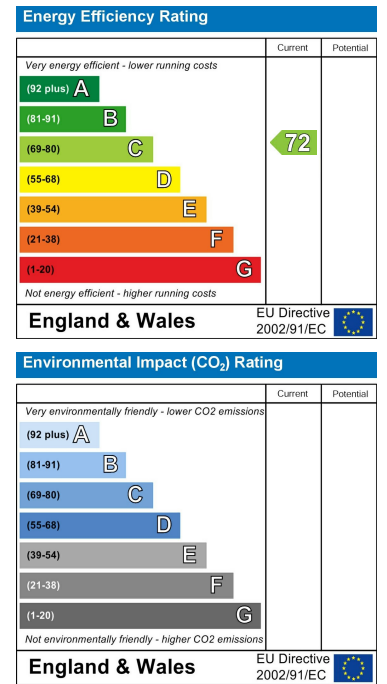 Energy Efficiency Rating
Current Potential
Very energy efficient - lower running costs
(92 plus) A
(81-91) B
(69-80) C
72
(55-68) D
(39-54) E
(21-38) F
(1-20) G
Not energy efficient - higher running costs
England & Wales
EU Directive
2002/91/EC
Environmental Impact (CO₂) Rating
Current Potential
Very environmentally friendly - lower CO2 emissions
(92 plus) A
(81-91) B
(69-80) C
(55-68) D
(39-54) E
(21-38) F
(1-20) G
Not environmentally friendly - higher CO2 emissions
England & Wales
EU Directive
2002/91/EC